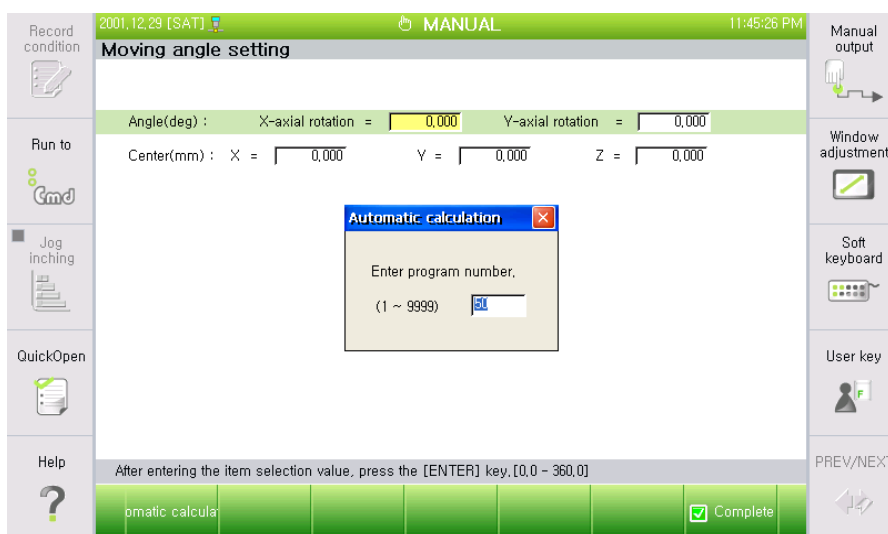 2001,12,29 [SAT] MANUAL 11:45:26 PM
Moving angle setting
Record
condition
Run to
Cmd
Jog
inching
QuickOpen
Help
Angle(deg) : X-axial rotation = 0,000 Y-axial rotation = 0,000
Center(mm) : X = 0,000 Y = 0,000 Z = 0,000
Automatic calculation
Enter program number,
(1 ~ 9999) 50
After entering the item selection value, press the [ENTER] key,[0,0 - 360,0]
omatic calcula Complete
Manual
output
Window
adjustment
Soft
keyboard
User key
F
PREV/NEXT